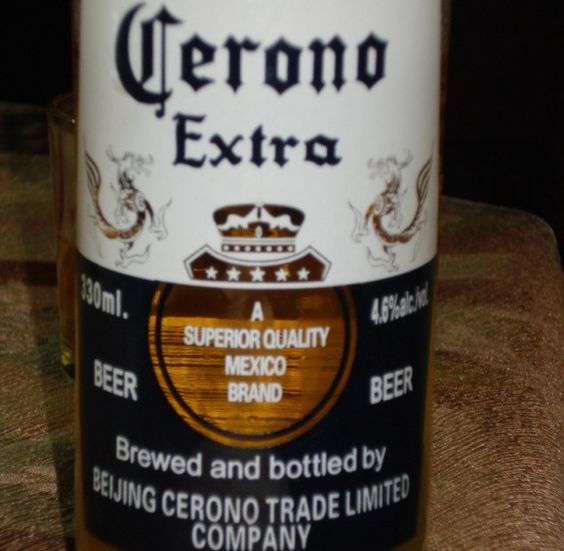 Cerono
Extra
330ml.
4.6%alc./vol.
A
SUPERIOR QUALITY
MEXICO
BRAND
BEER
BEER
Brewed and bottled by
BEIJING CERONO TRADE LIMITED
COMPANY